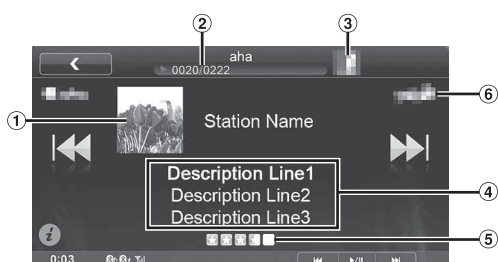 2 3
aha
0020/0222
6
1 Station Name
Description Line1
Description Line2
Description Line3
4
5
i
0:03